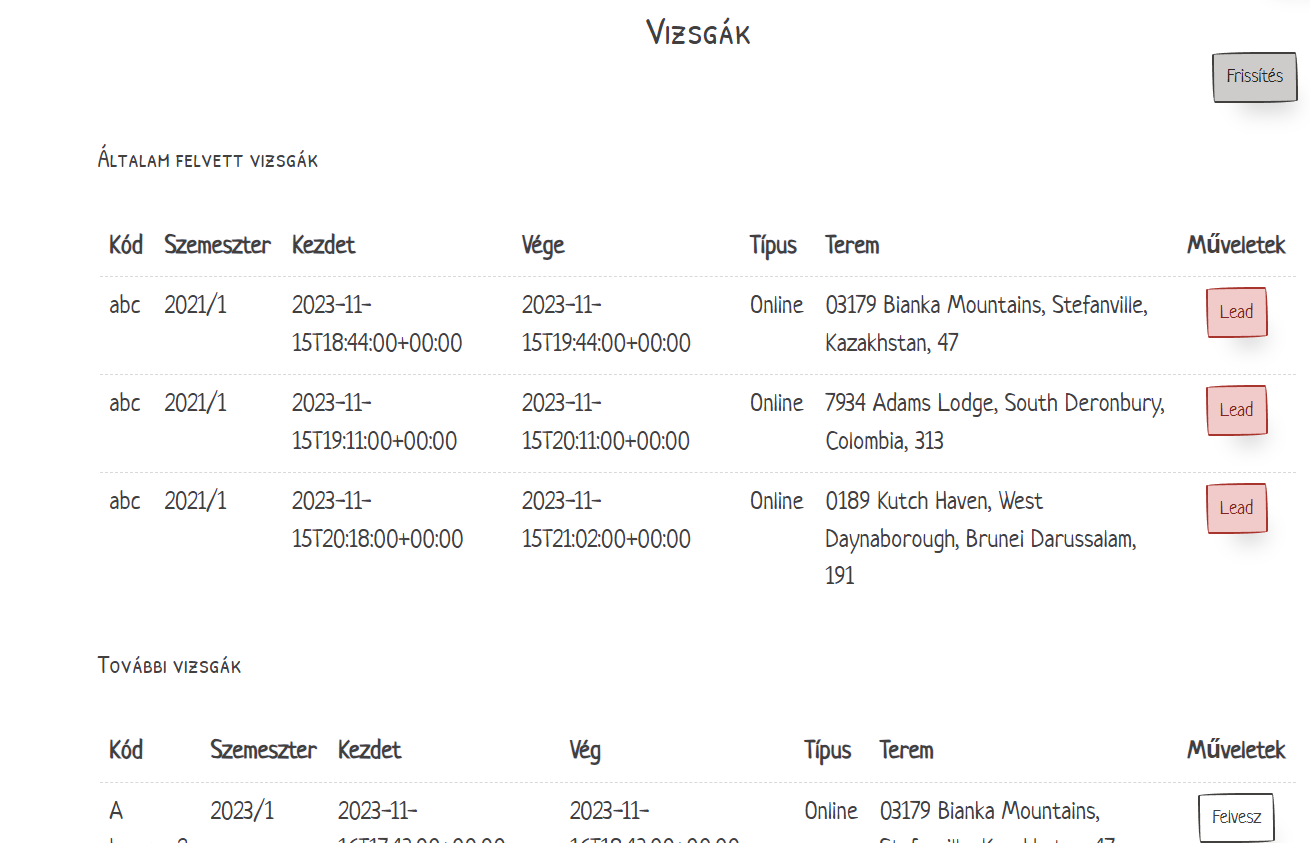 Vizsgák
Frissítés
Általam felvett vizsgák
Kód Szemeszter Kezdet Vége Típus Terem Műveletek
abc 2021/1 2023-11- 2023-11- Online 03179 Bianka Mountains, Stefanville, Lead
15T18:44:00+00:00 15T19:44:00+00:00 Kazakhstan, 47
abc 2021/1 2023-11- 2023-11- Online 7934 Adams Lodge, South Deronbury, Lead
15T19:11:00+00:00 15T20:11:00+00:00 Colombia, 313
abc 2021/1 2023-11- 2023-11- Online 0189 Kutch Haven, West Lead
15T20:18:00+00:00 15T21:02:00+00:00 Daynaborough, Brunei Darussalam,
191
További vizsgák
Kód Szemeszter Kezdet Vég Típus Terem Műveletek
A 2023/1 2023-11- 2023-11- Online 03179 Bianka Mountains, Felvesz